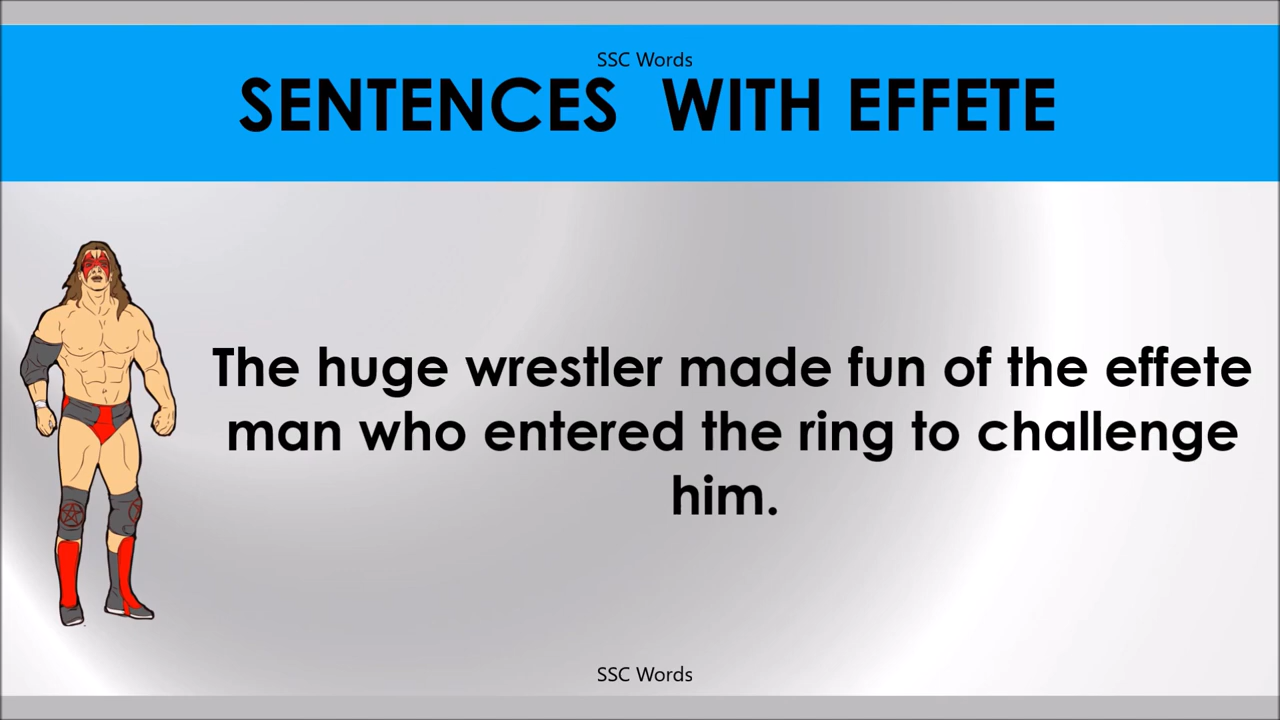 SSC Words
SENTENCES WITH EFFETE
The huge wrestler made fun of the effete
man who entered the ring to challenge
him.
SSC Words